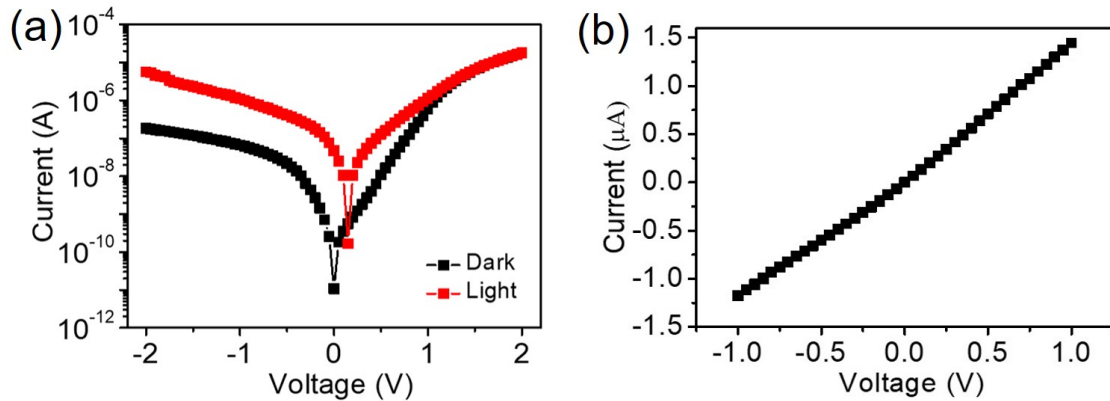 (a)
Current (A)
10⁻⁴
10⁻⁶
10⁻⁸
10⁻¹⁰
10⁻¹²
Dark
Light
-2 -1 0 1 2
Voltage (V)
(b)
Current (μA)
1.5
1.0
0.5
0.0
-0.5
-1.0
-1.5
-1.0 -0.5 0.0 0.5 1.0
Voltage (V)